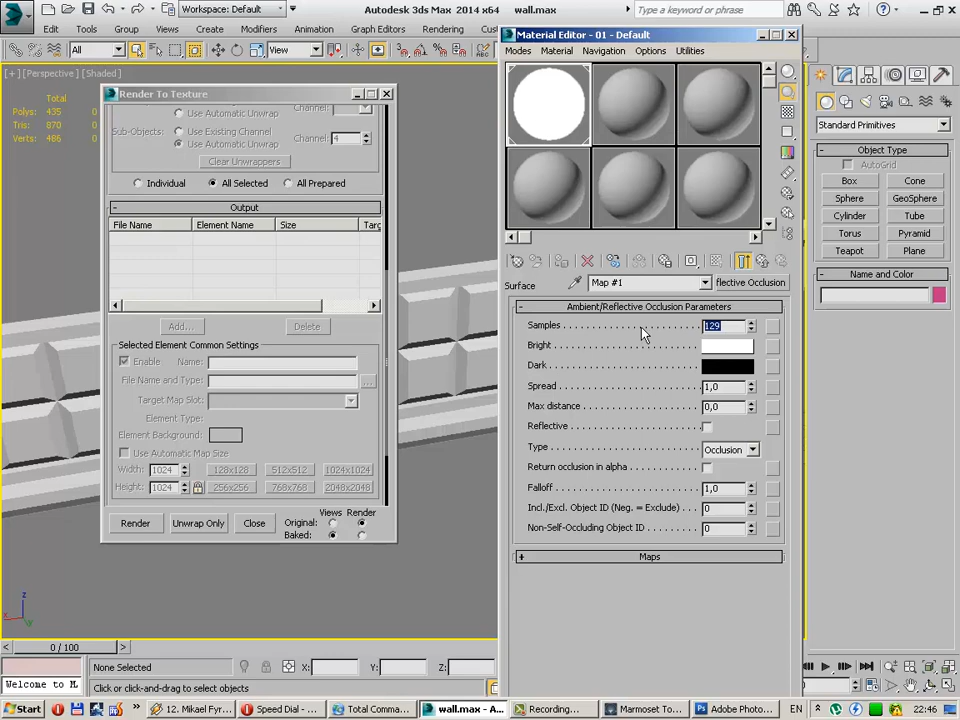 Workspace: Default
Autodesk 3ds Max 2014 x64
wall.max
Type a keyword or phrase
Edit Tools Group Views Create Modifiers Animation Graph Editors Rendering
All
View
[+] [Perspective] [Shaded]
Total
Polys: 435
Tris: 870
Verts: 486
Render To Texture
Use Automatic Unwrap
Channel:
Sub-Objects:
Use Existing Channel
Use Automatic Unwrap
Channel: 4
Clear Unwrappers
Individual All Selected All Prepared
- Output
File Name Element Name Size Targ
Add... Delete
Selected Element Common Settings
Enable Name:
File Name and Type: ...
Target Map Slot:
Element Type:
Element Background:
Use Automatic Map Size
Width: 1024 128x128 512x512 1024x1024
Height: 1024 256x256 768x768 2048x2048
Render Unwrap Only Close
Views Render
Original:
Baked:
Material Editor - 01 - Default
Modes Material Navigation Options Utilities
Surface Map #1 flective Occlusion
- Ambient/Reflective Occlusion Parameters
Samples 129
Bright
Dark
Spread 1,0
Max distance 0,0
Reflective
Type Occlusion
Return occlusion in alpha
Falloff 1,0
Incl./Excl. Object ID (Neg. = Exclude) 0
Non-Self-Occluding Object ID 0
+ Maps
Standard Primitives
- Object Type
AutoGrid
Box Cone
Sphere GeoSphere
Cylinder Tube
Torus Pyramid
Teapot Plane
- Name and Color
0 / 100
None Selected X: Y: Z:
Welcome to M
Click or click-and-drag to select objects
Start
12. Mikael Fyr...
Speed Dial - ...
Total Comma...
wall.max - A...
Recording...
Marmoset To...
Adobe Photo...
EN
22:46